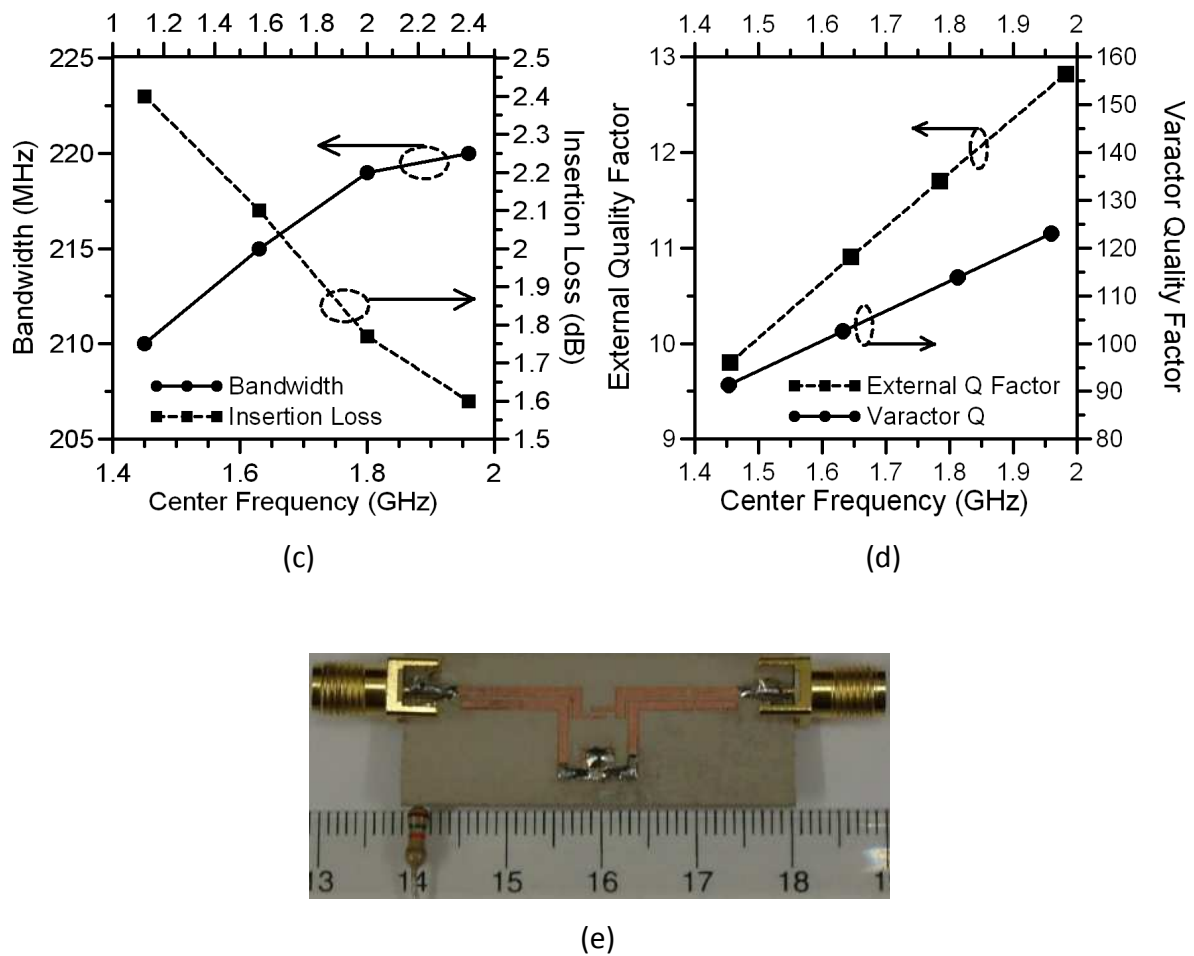 1 1.2 1.4 1.6 1.8 2.0 2.2 2.4
225
220
215
210
205
Bandwidth (MHz)
2.5
2.4
2.3
2.25
2.2
2.1
2
1.9
1.8
1.75
1.7
1.6
1.5
Insertion Loss (dB)
Bandwidth
Insertion Loss
1.4 1.6 1.8 2
Center Frequency (GHz)
(c)
1.4 1.5 1.6 1.7 1.8 1.9 2
13
12
11
10
9
External Quality Factor
160
150
140
130
120
110
100
90
80
Varactor Quality Factor
External Q Factor
Varactor Q
1.4 1.5 1.6 1.7 1.8 1.9 2
Center Frequency (GHz)
(d)
13 14 15 16 17 18
(e)